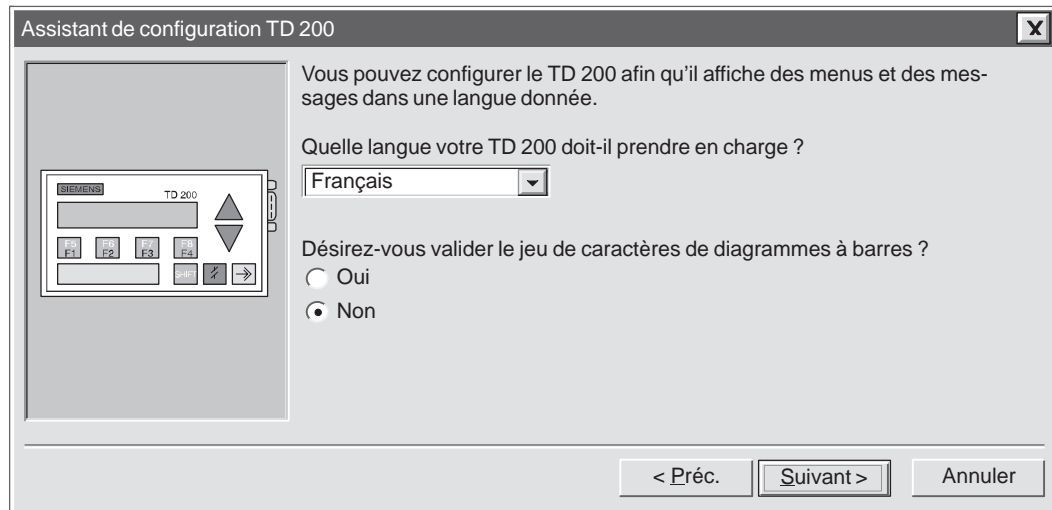 Assistant de configuration TD 200
X
Vous pouvez configurer le TD 200 afin qu'il affiche des menus et des mes-
sages dans une langue donnée.
Quelle langue votre TD 200 doit-il prendre en charge ?
Français
SIEMENS
TD 200
F5 F6 F7 F8
F1 F2 F3 F4
SHIFT
Désirez-vous valider le jeu de caractères de diagrammes à barres ?
Oui
Non
< Préc.
Suivant >
Annuler